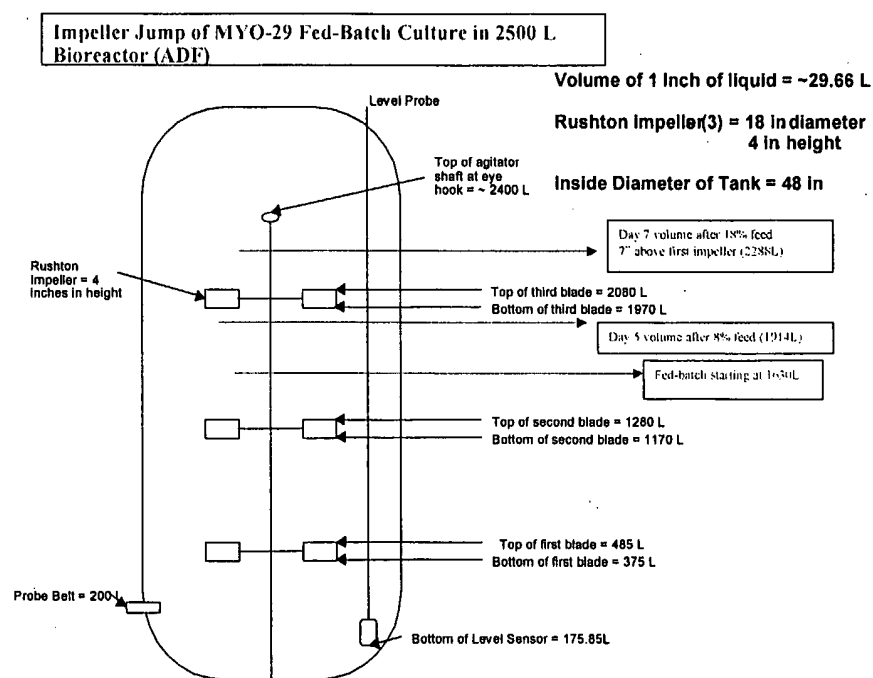 Impeller Jump of MYO-29 Fed-Batch Culture in 2500 L
Bioreactor (ADF)
Volume of 1 Inch of liquid = ~29.66 L
Rushton impeller(3) = 18 in diameter
4 in height
Inside Diameter of Tank = 48 in
Level Probe
Top of agitator
shaft at eye
hook = ~ 2400 L
Day 7 volume after 18% feed
7" above first impeller (2288L)
Rushton
Impeller = 4
inches in height
Top of third blade = 2080 L
Bottom of third blade = 1970 L
Day 5 volume after 8% feed (1914L)
Fed-batch starting at 1630L
Top of second blade = 1280 L
Bottom of second blade = 1170 L
Top of first blade = 485 L
Bottom of first blade = 375 L
Probe Belt = 200 L
Bottom of Level Sensor = 175.85L